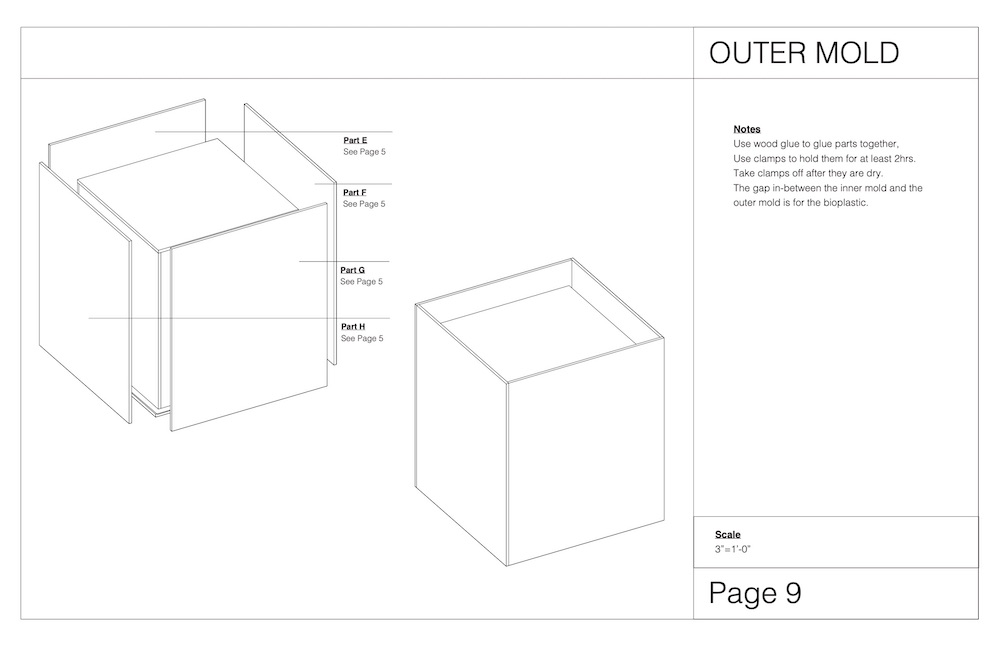 OUTER MOLD
Part E
See Page 5
Part F
See Page 5
Part G
See Page 5
Part H
See Page 5
Notes
Use wood glue to glue parts together,
Use clamps to hold them for at least 2hrs.
Take clamps off after they are dry.
The gap in-between the inner mold and the
outer mold is for the bioplastic.
Scale
3"=1'-0"
Page 9